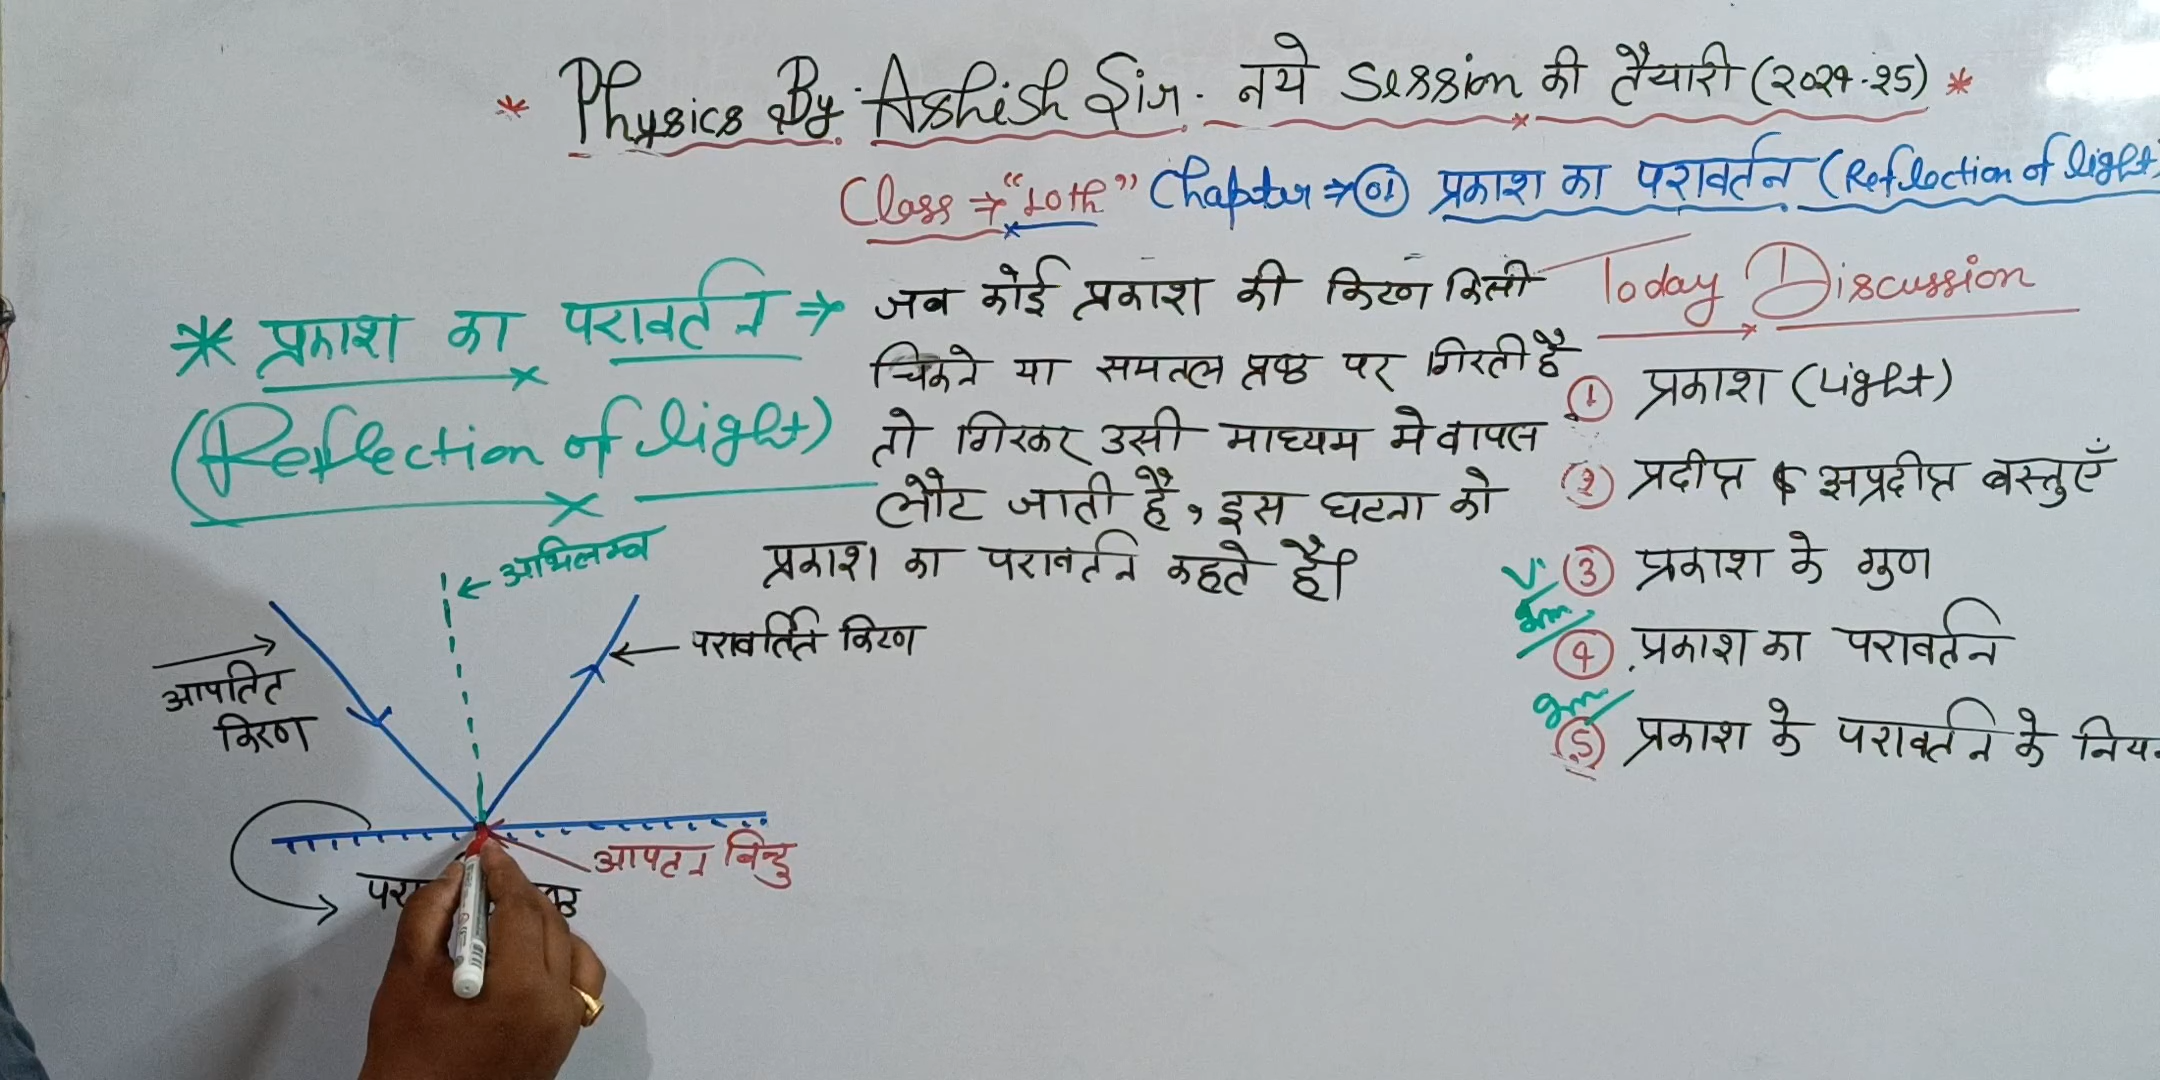 * Physics By Ashish Sir. नये Session की तैयारी (2024-25) *
Class → "10th" Chapter → 01 प्रकाश का परावर्तन (Reflection of light)
* प्रकाश का परावर्तन ⇒
(Reflection of light)
जब कोई प्रकाश की किरण किसी
चिकने या समतल प्रष्ठ पर गिरती है
तो गिरकर उसी माध्यम मे वापस
लौट जाती है, इस घटना को
प्रकाश का परावर्तन कहते है।
Today Discussion
① प्रकाश (Light)
② प्रदीप्त & अप्रदीप्त वस्तुएँ
③ प्रकाश के गुण
④ प्रकाश का परावर्तन
⑤ प्रकाश के परावर्तन के
← अभिलम्ब
आपतित
किरण
← परावर्तित किरण
आपतन बिन्दु